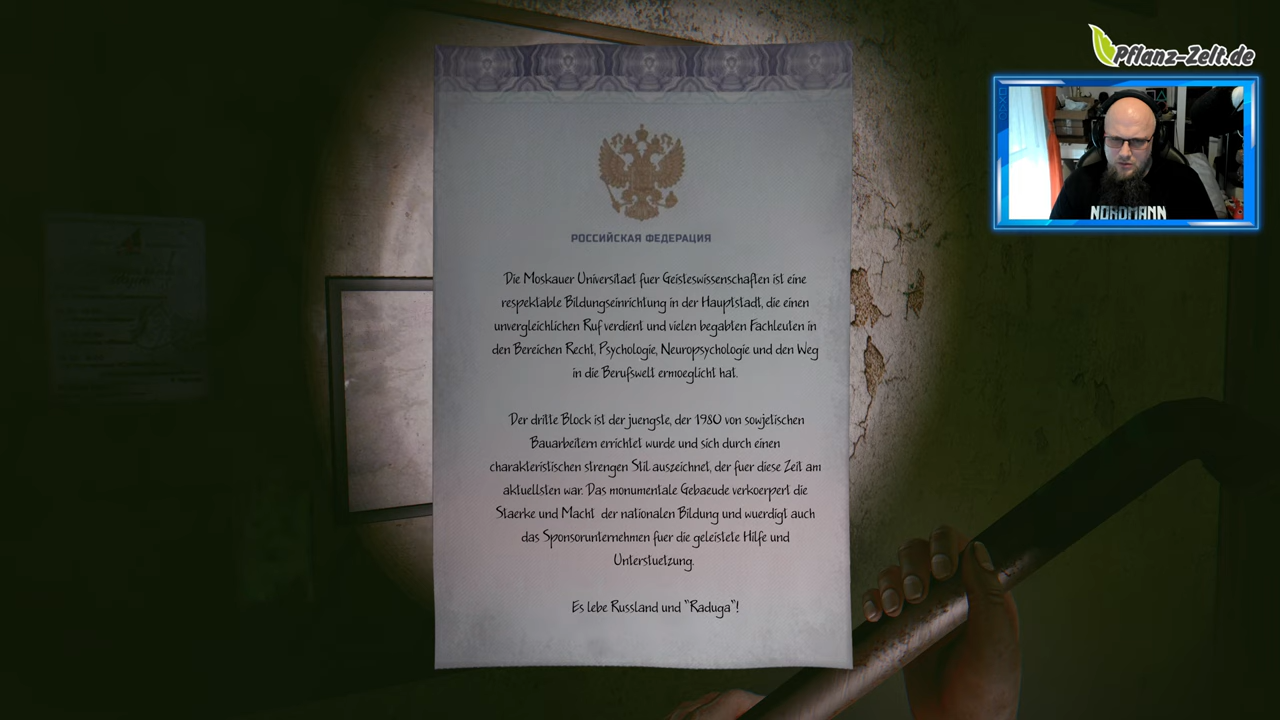 Pflanz-Zelt.de
NORDMANN
РОССИЙСКАЯ ФЕДЕРАЦИЯ
Die Moskauer Universitaet fuer Geisteswissenschaften ist eine
respektable Bildungseinrichtung in der Hauptstadt, die einen
unvergleichlichen Ruf verdient und vielen begabten Fachleuten in
den Bereichen Recht, Psychologie, Neuropsychologie und den Weg
in die Berufswelt ermoeglicht hat.
Der dritte Block ist der juengste, der 1980 von sowjetischen
Bauarbeitern errichtet wurde und sich durch einen
charakteristischen strengen Stil auszeichnet, der fuer diese Zeit am
aktuellsten war. Das monumentale Gebaeude verkoerpert die
Staerke und Macht der nationalen Bildung und wuerdigt auch
das Sponsorunternehmen fuer die geleistete Hilfe und
Unterstuetzung.
Es lebe Russland und "Raduga"!